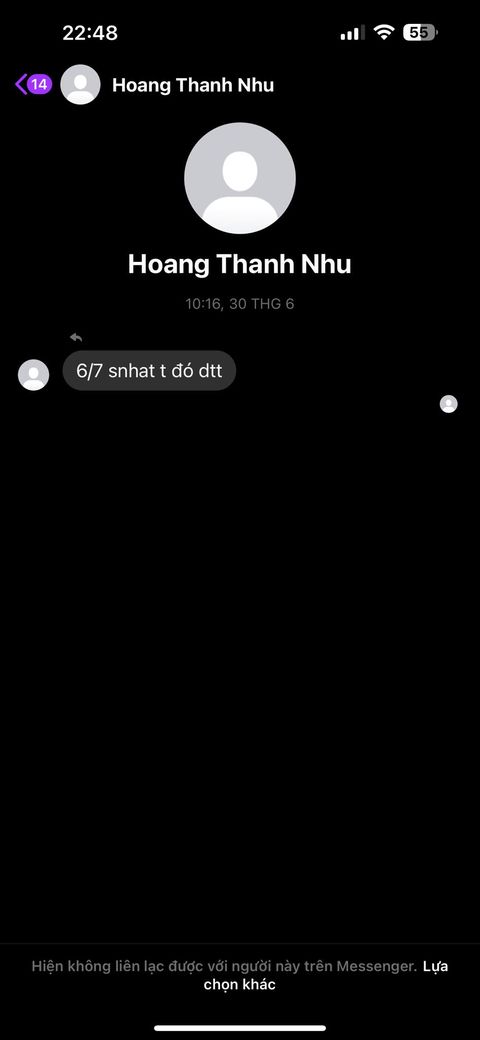 22:48
55
14
Hoang Thanh Nhu
Hoang Thanh Nhu
10:16, 30 THG 6
6/7 snhat t đó dtt
Hiện không liên lạc được với người này trên Messenger. Lựa
chọn khác